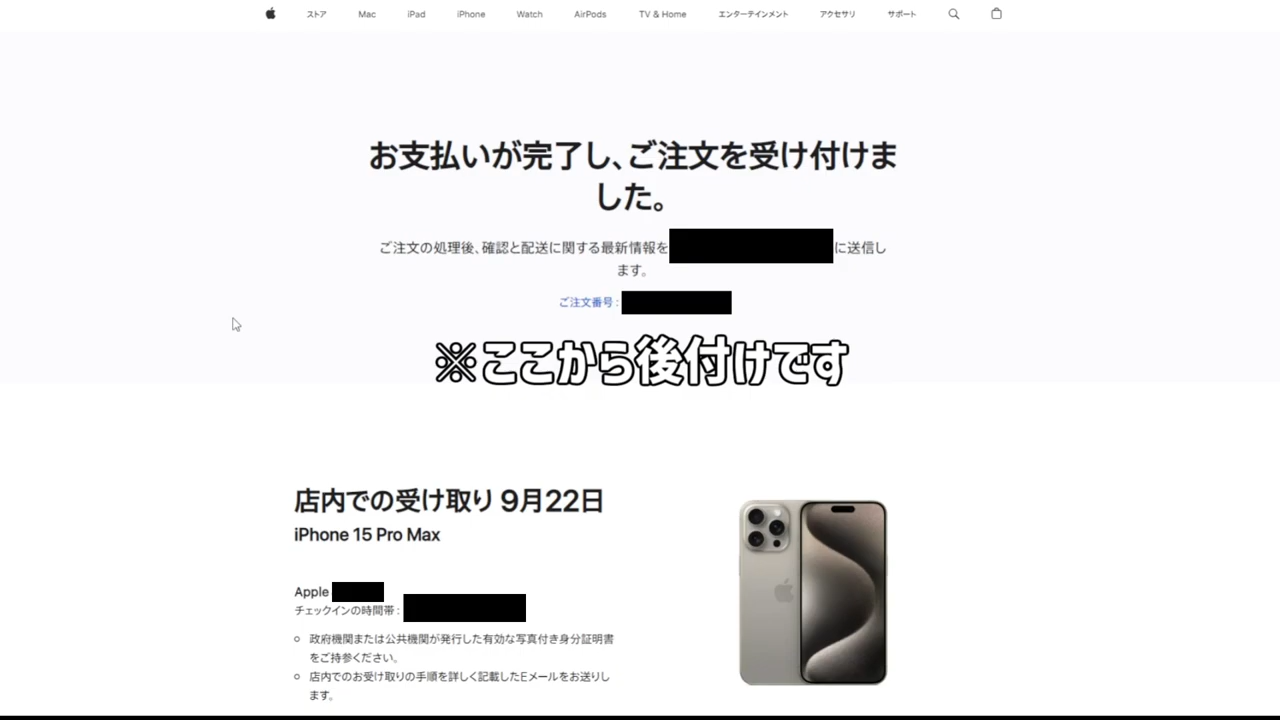 ストア Mac iPad iPhone Watch AirPods TV & Home エンターテインメント アクセサリ サポート
お支払いが完了し、ご注文を受け付けま
した。
ご注文の処理後、確認と配送に関する最新情報を に送信し
ます。
ご注文番号 :
※ここから後付けです
店内での受け取り 9月22日
iPhone 15 Pro Max
Apple
チェックインの時間帯 :
政府機関または公共機関が発行した有効な写真付き身分証明書
をご持参ください。
店内でのお受け取りの手順を詳しく記載したEメールをお送りし
ます。